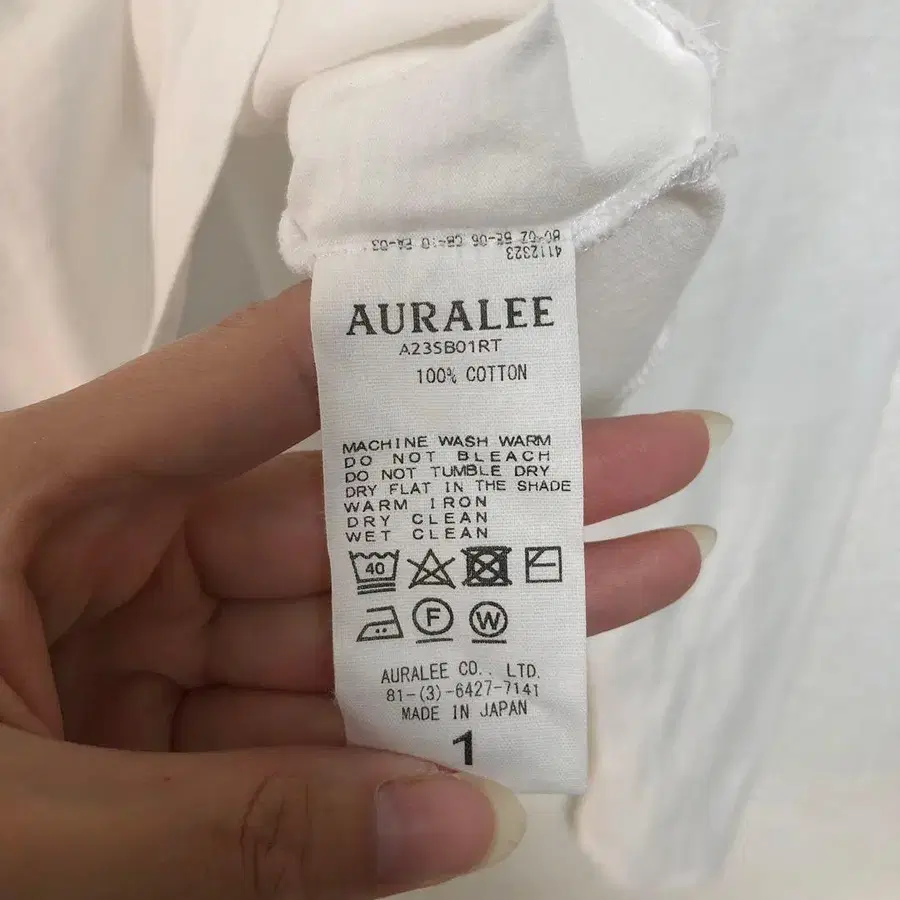 4112323
AURALEE
A23SB01RT
100% COTTON
MACHINE WASH WARM
DO NOT BLEACH
DO NOT TUMBLE DRY
DRY FLAT IN THE SHADE
WARM IRON
DRY CLEAN
WET CLEAN
40
F
W
AURALEE CO., LTD.
81-(3)-6427-7141
MADE IN JAPAN
1